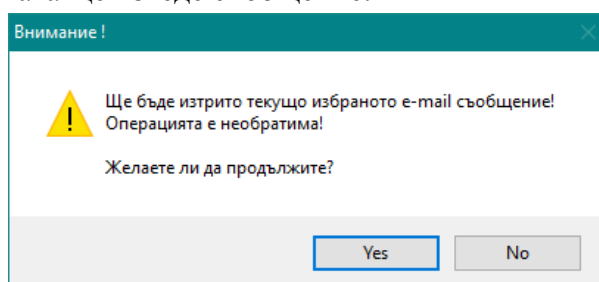 Внимание !
Ще бъде изтрито текущо избраното e-mail съобщение!
Операцията е необратима!
Желаете ли да продължите?
Yes
No